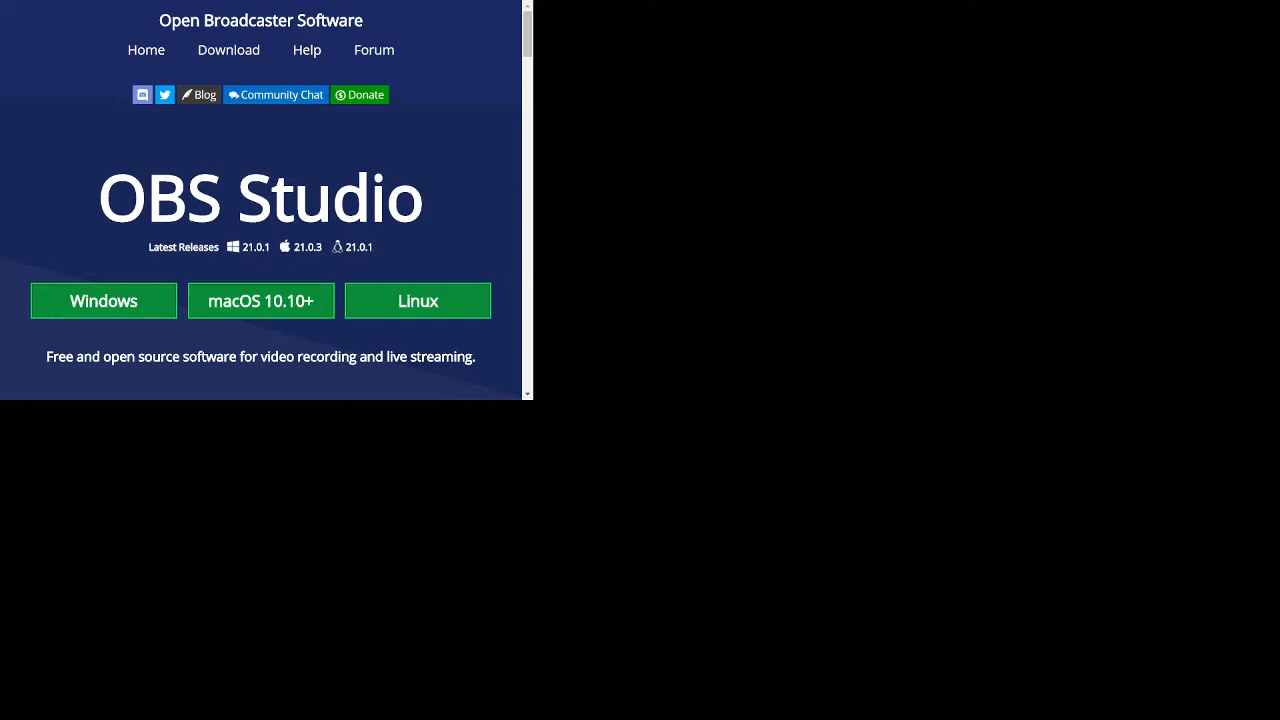 Open Broadcaster Software
Home Download Help Forum
Blog Community Chat Donate
OBS Studio
Latest Releases 21.0.1 21.0.3 21.0.1
Windows macOS 10.10+ Linux
Free and open source software for video recording and live streaming.